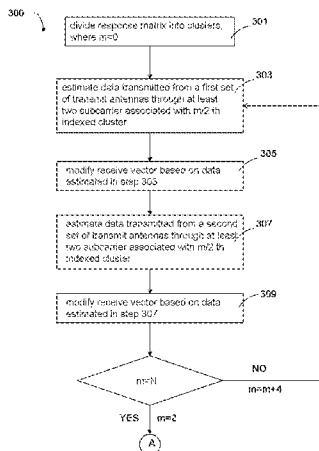 300
301
divide response matrix into clusters,
where m=0
303
estimate data transmitted from a first set
of transmit antennas through at least
two subcarrier associated with m/2 th
indexed cluster
305
modify receive vector based on data
estimated in step 303
307
estimate data transmitted from a second
set of transmit antennas through at least
two subcarrier associated with m/2 th
indexed cluster
309
modify receive vector based on data
estimated in step 307
m=N
NO
m=m+4
YES m=2
A